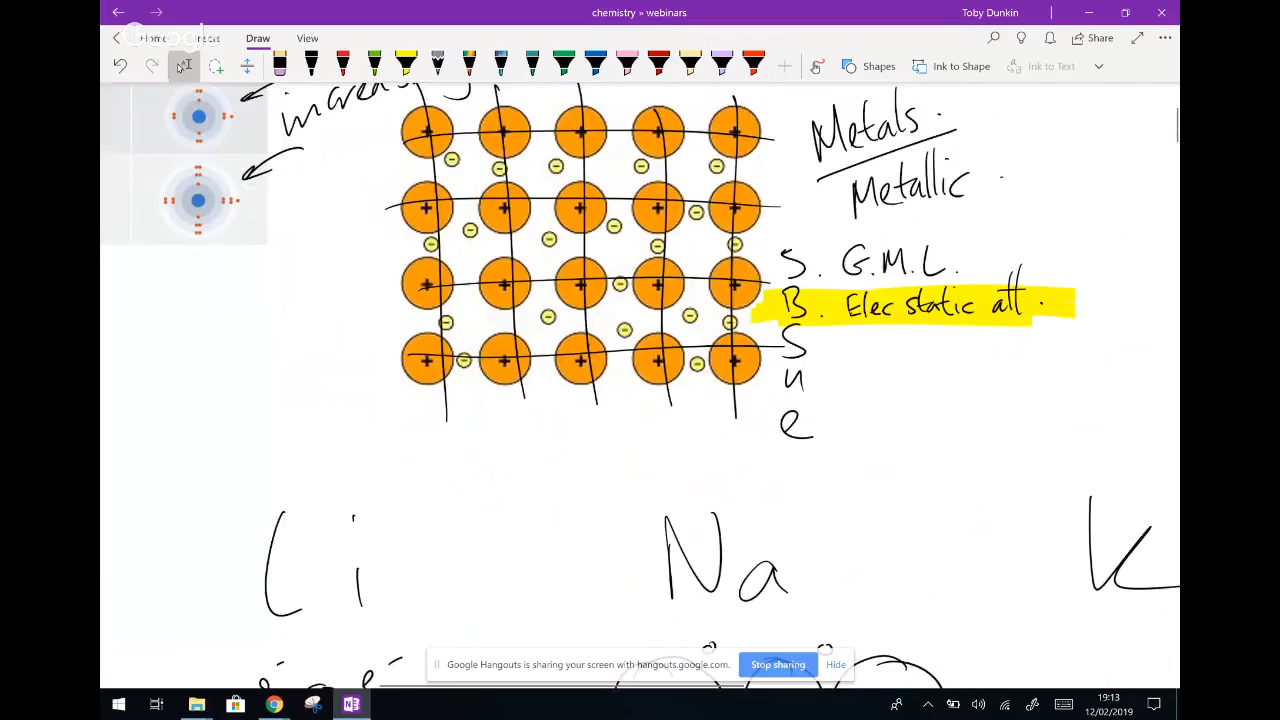 chemistry » webinars
Toby Dunkin
Google
Home
Insert
Draw
View
Share
Shapes
Ink to Shape
Ink to Text
increasing
Metals.
Metallic
S. G.M.L.
B. Elec static att.
S
u
e
Li
Na
K
Google Hangouts is sharing your screen with hangouts.google.com.
Stop sharing
Hide
19:13
12/02/2019